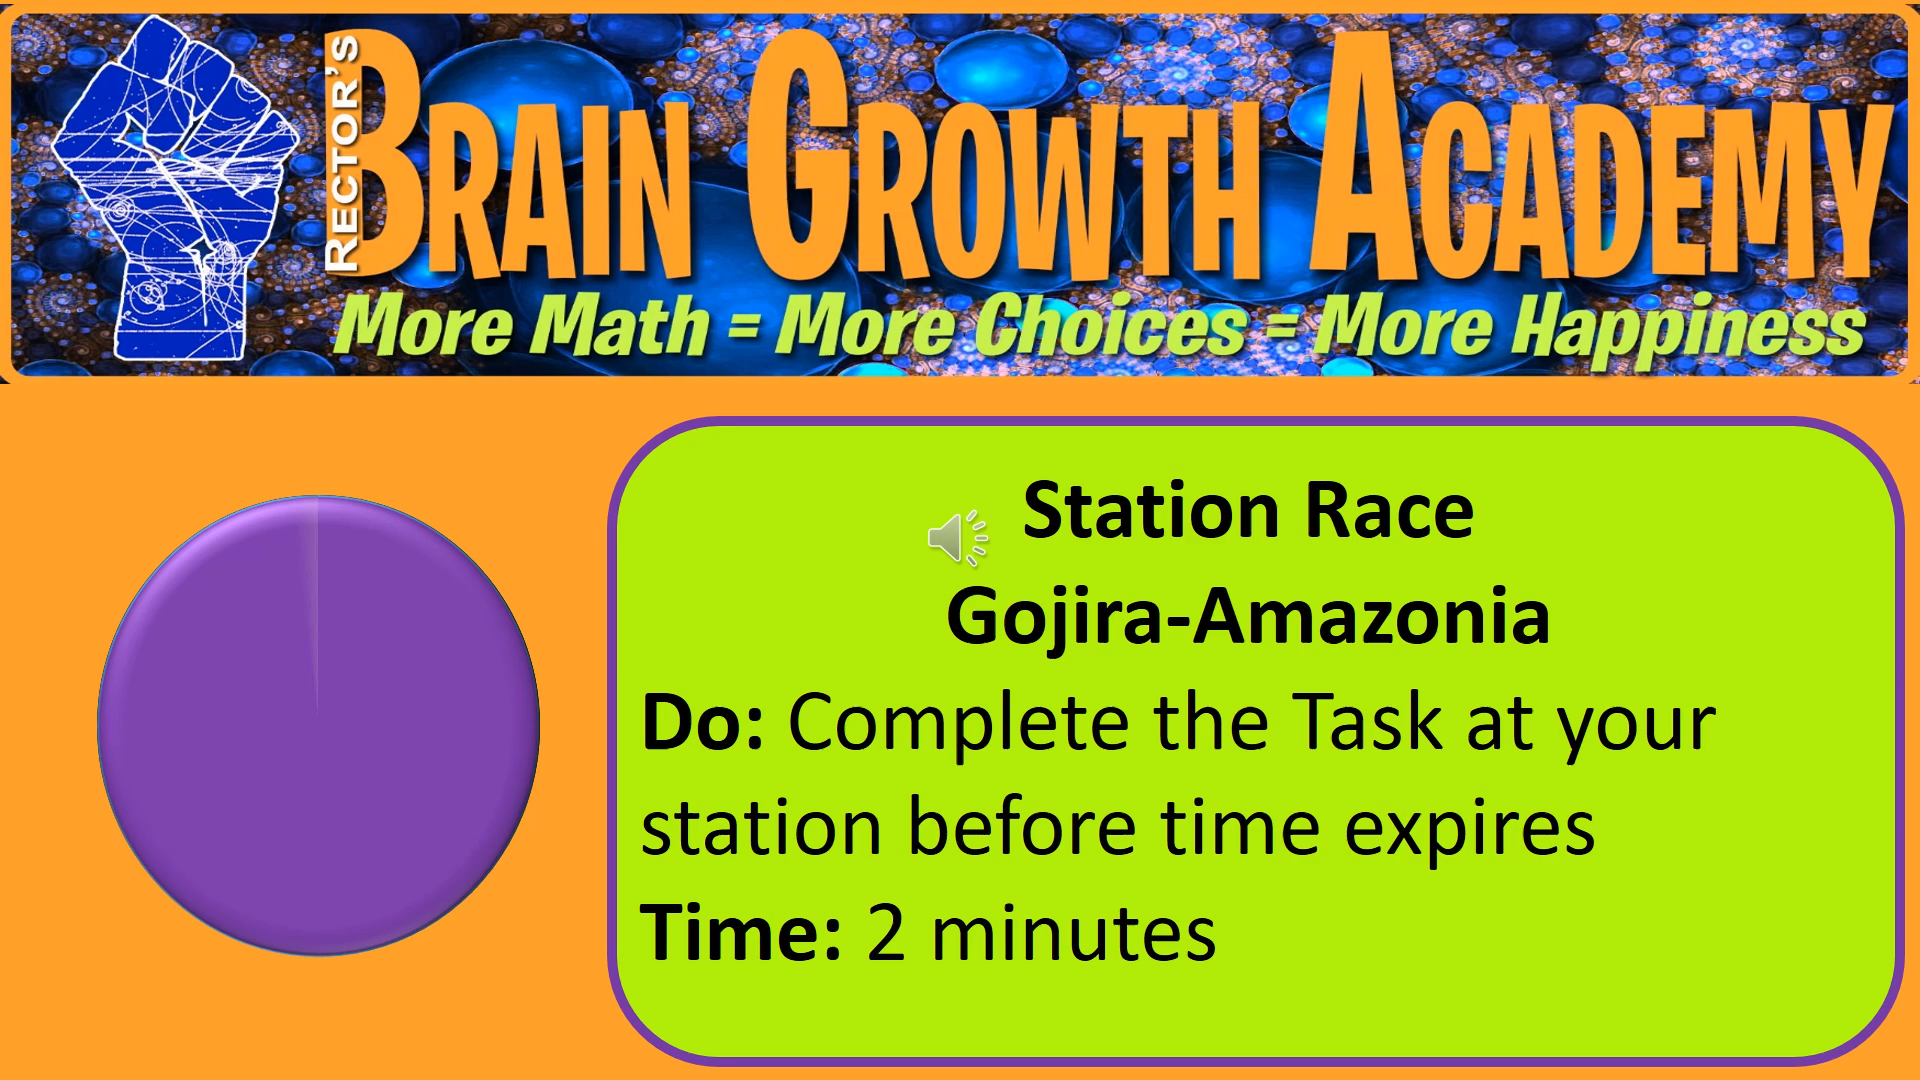 RECTOR'S
BRAIN GROWTH ACADEMY
More Math = More Choices = More Happiness
Station Race
Gojira-Amazonia
Do: Complete the Task at your
station before time expires
Time: 2 minutes